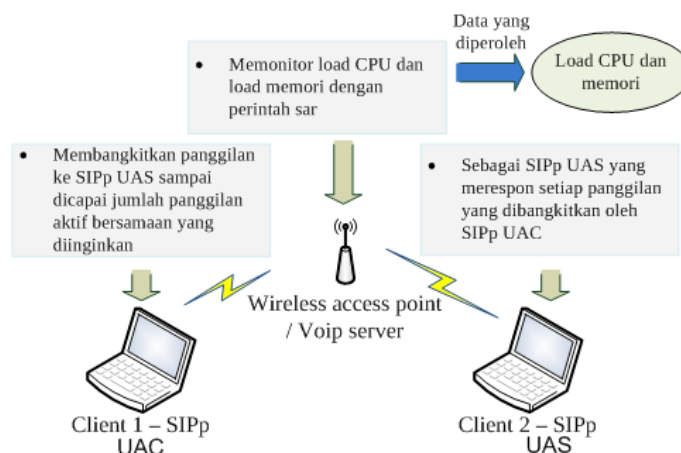 Data yang
diperoleh
Load CPU dan
memori
• Memonitor load CPU dan
load memori dengan
perintah sar
• Membangkitkan panggilan
ke SIPp UAS sampai
dicapai jumlah panggilan
aktif bersamaan yang
diinginkan
• Sebagai SIPp UAS yang
merespon setiap panggilan
yang dibangkitkan oleh
SIPp UAC
Wireless access point
/ Voip server
Client 1 – SIPp
UAC
Client 2 – SIPp
UAS